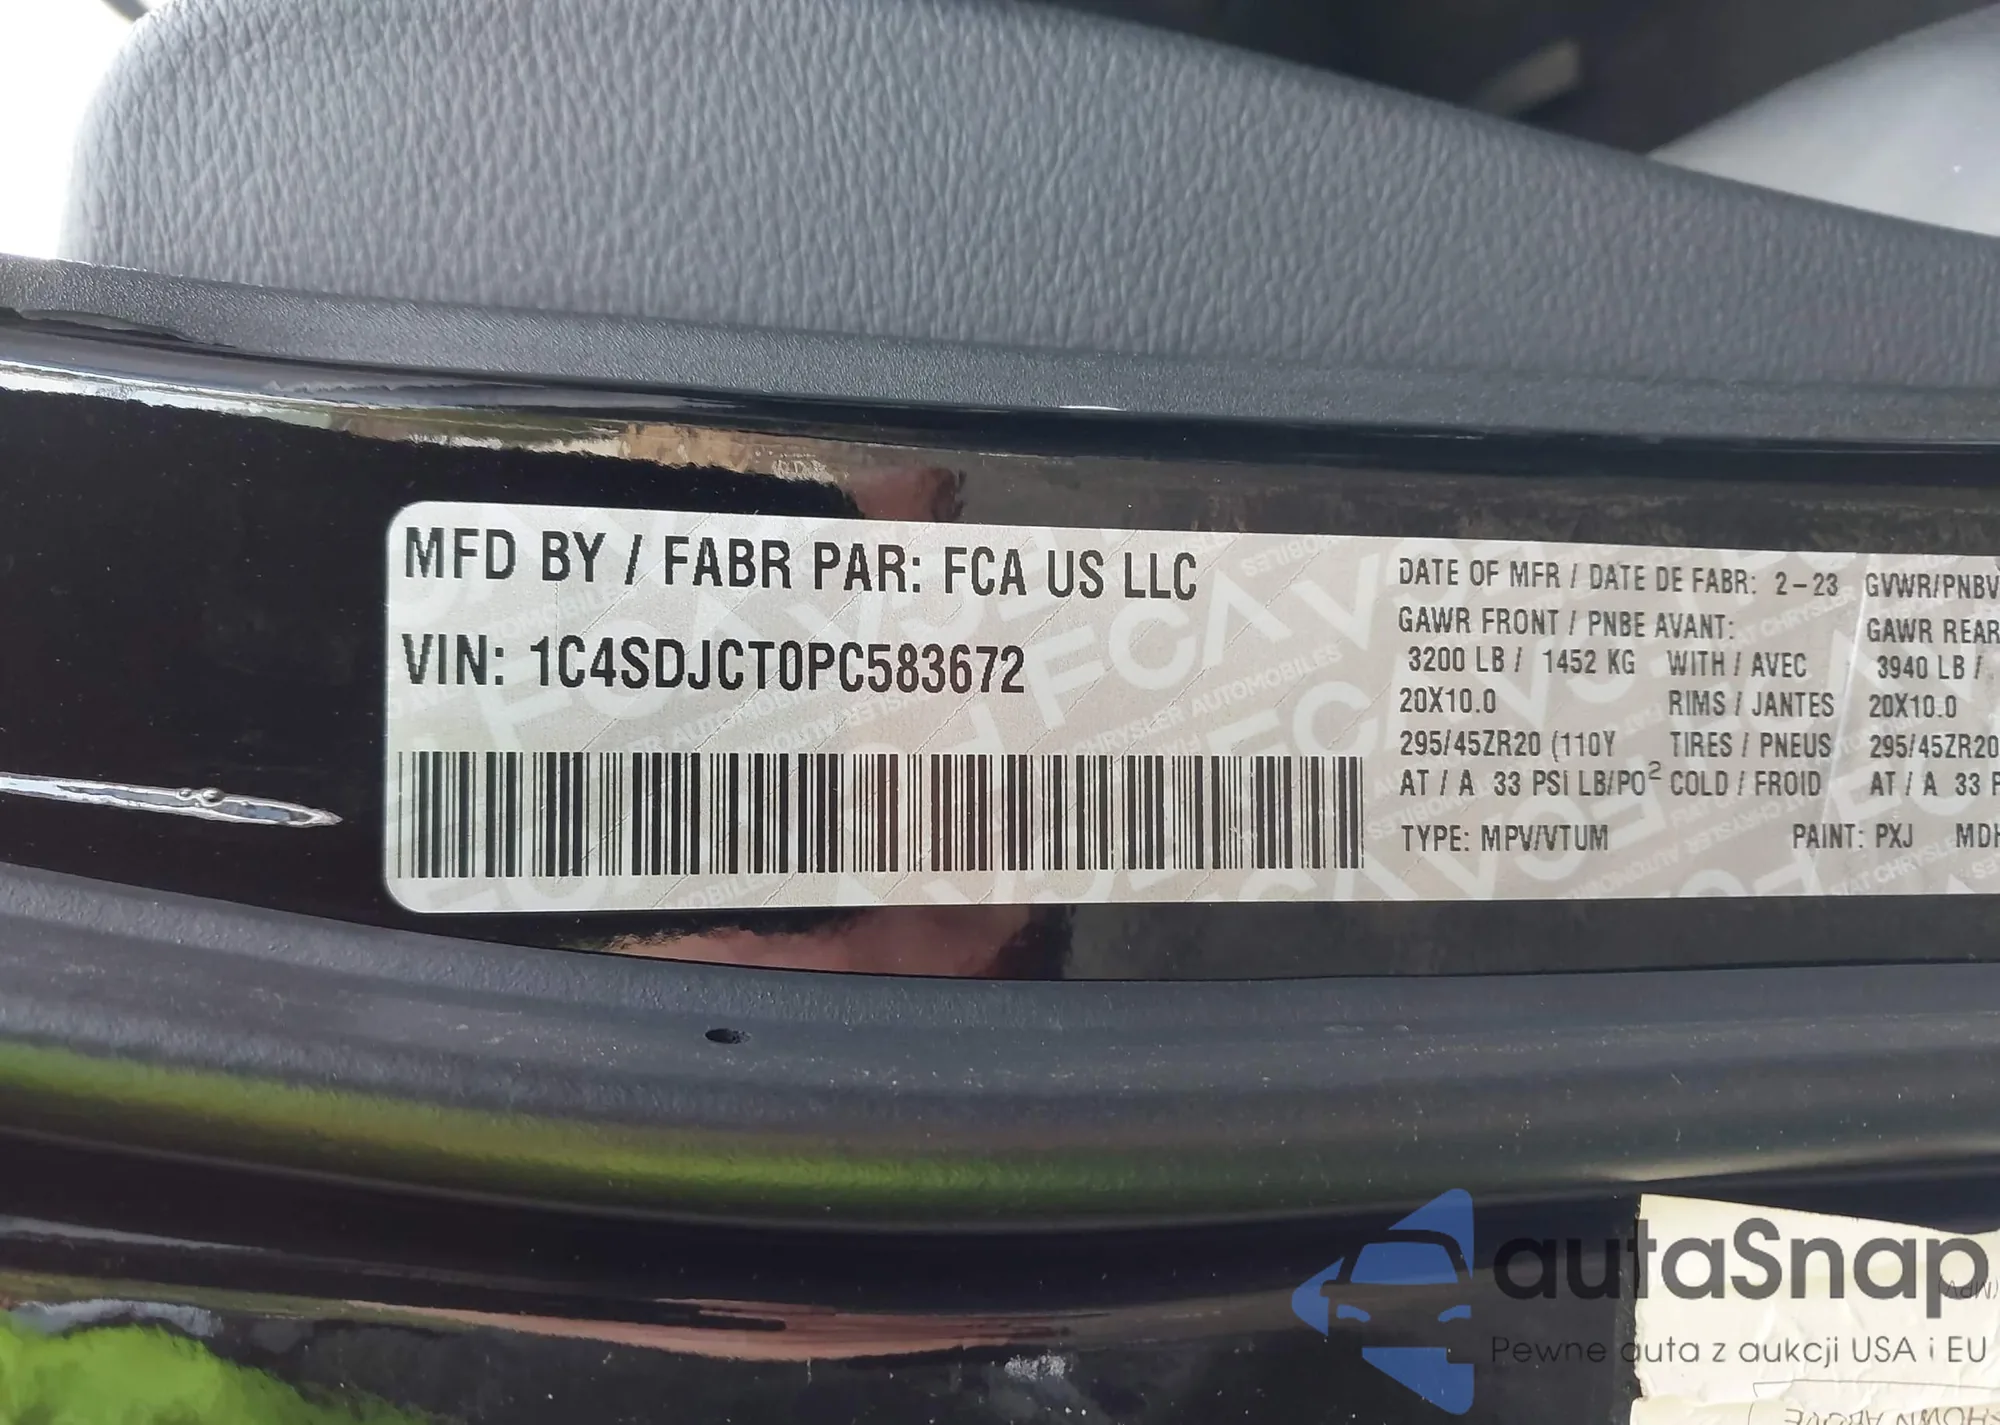 MFD BY / FABR PAR: FCA US LLC
VIN: 1C4SDJCT0PC583672
DATE OF MFR / DATE DE FABR: 2-23 GVWR/PNBV
GAWR FRONT / PNBE AVANT: GAWR REAR
3200 LB / 1452 KG WITH / AVEC 3940 LB /
20X10.0 RIMS / JANTES 20X10.0
295/45ZR20 (110Y TIRES / PNEUS 295/45ZR20
AT / A 33 PSI LB/PO² COLD / FROID AT / A 33
TYPE: MPV/VTUM PAINT: PXJ MDH
autaSnap
Pewne auta z aukcji USA i EU